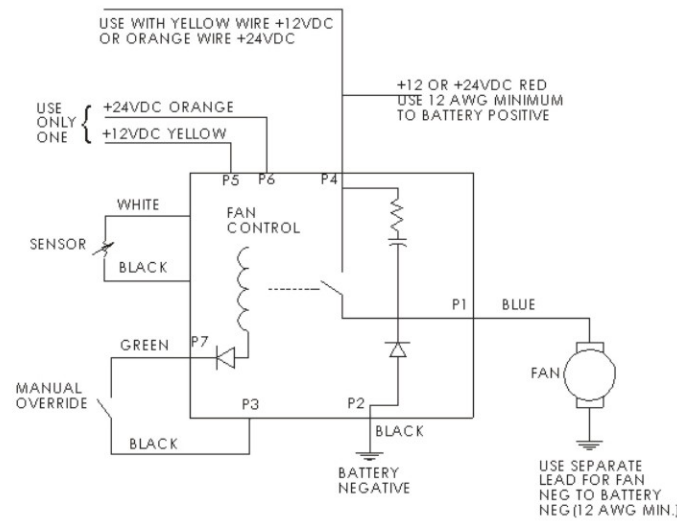 USE WITH YELLOW WIRE +12VDC
OR ORANGE WIRE +24VDC
+12 OR +24VDC RED
USE 12 AWG MINIMUM
TO BATTERY POSITIVE
USE
ONLY
ONE
+24VDC ORANGE
+12VDC YELLOW
P5
P6
P4
WHITE
SENSOR
BLACK
FAN
CONTROL
P1
BLUE
GREEN
P7
FAN
MANUAL
OVERRIDE
P3
P2
BLACK
BLACK
BATTERY
NEGATIVE
USE SEPARATE
LEAD FOR FAN
NEG TO BATTERY
NEG (12 AWG MIN.)